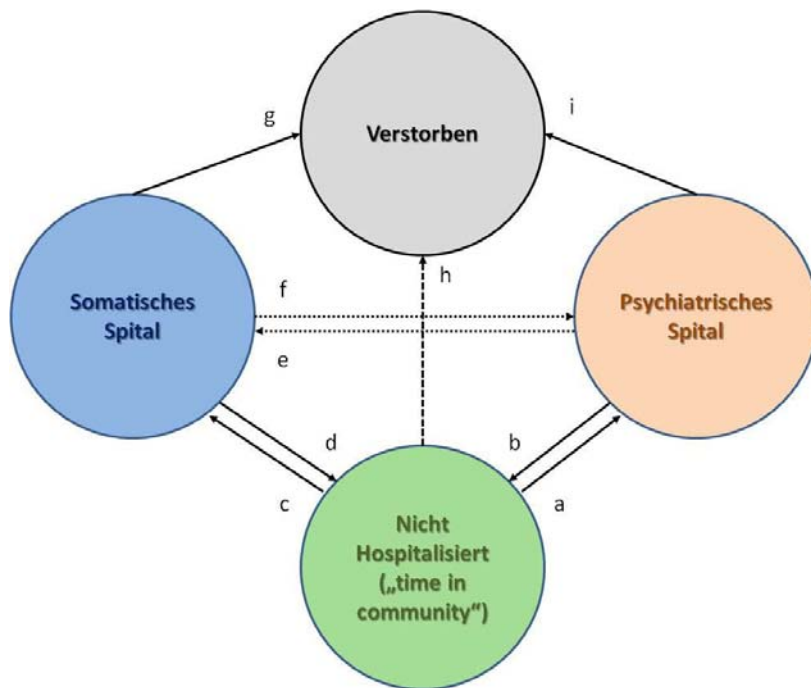 Verstorben
g
i
h
Somatisches
Spital
f
e
Psychiatrisches
Spital
d
c
b
a
Nicht
Hospitalisiert
(„time in
community“)